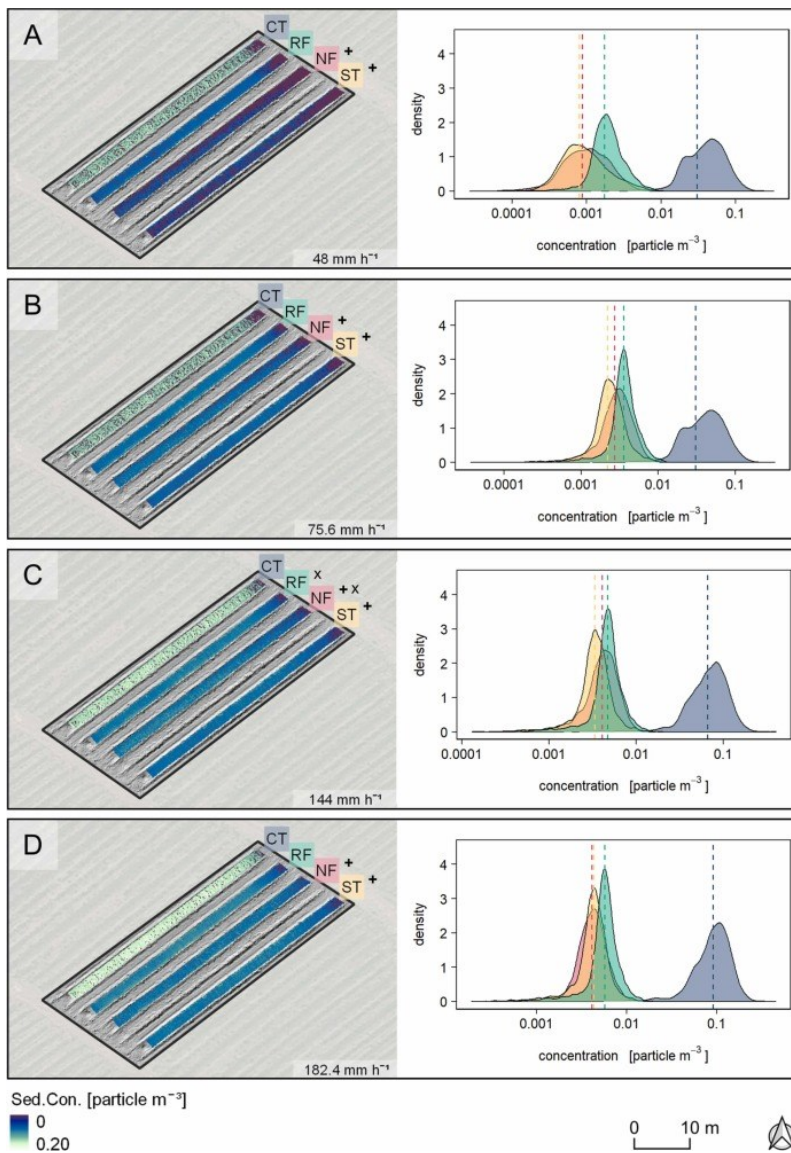 A
CT
RF
NF +
ST +
48 mm h⁻¹
density
4
3
2
1
0
0.0001 0.001 0.01 0.1
concentration [particle m⁻³]
B
CT
RF
NF +
ST +
75.6 mm h⁻¹
density
4
3
2
1
0
0.0001 0.001 0.01 0.1
concentration [particle m⁻³]
C
CT
RF x
NF + x
ST +
144 mm h⁻¹
density
4
3
2
1
0
0.0001 0.001 0.01 0.1
concentration [particle m⁻³]
D
CT
RF
NF +
ST +
182.4 mm h⁻¹
density
4
3
2
1
0
0.001 0.01 0.1
concentration [particle m⁻³]
Sed.Con. [particle m⁻³]
0
0.20
0 10 m